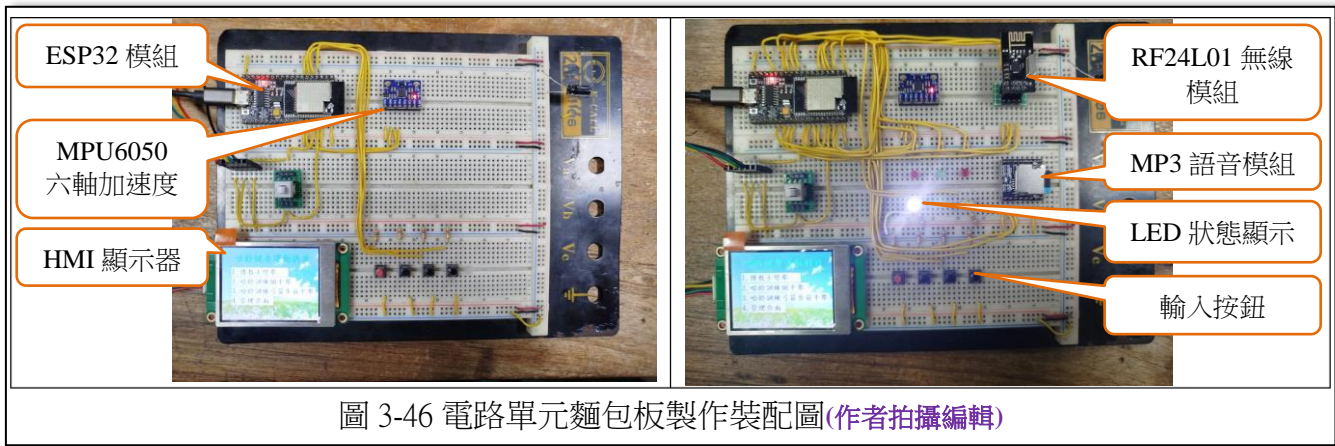 ESP32 模組
MPU6050
六軸加速度
HMI 顯示器
RF24L01 無線
模組
MP3 語音模組
LED 狀態顯示
輸入按鈕
Vb
Vc
圖 3-46 電路單元麵包板製作裝配圖(作者拍攝編輯)